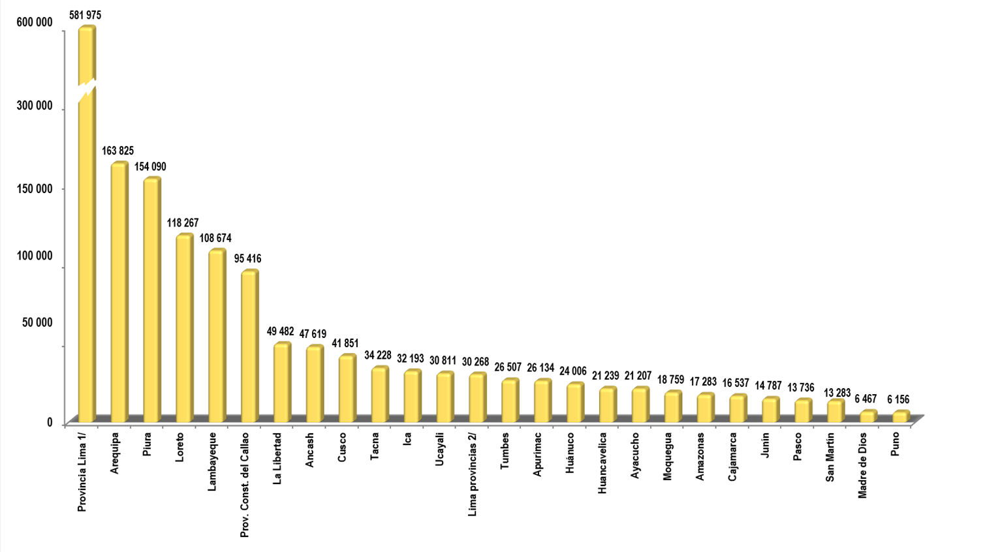 581 975
600 000
300 000
163 825
154 090
150 000
118 267
108 674
100 000
95 416
50 000
49 482
47 619
41 851
34 228
32 193
30 811
30 268
26 507
26 134
24 006
21 239
21 207
18 759
17 283
16 537
14 787
13 736
13 283
6 467
6 156
0
Provincia Lima 1/
Arequipa
Piura
Loreto
Lambayeque
Prov. Const. del Callao
La Libertad
Ancash
Cusco
Tacna
Ica
Ucayali
Lima provincias 2/
Tumbes
Apurímac
Huánuco
Huancavelica
Ayacucho
Moquegua
Amazonas
Cajamarca
Junín
Pasco
San Martín
Madre de Dios
Puno